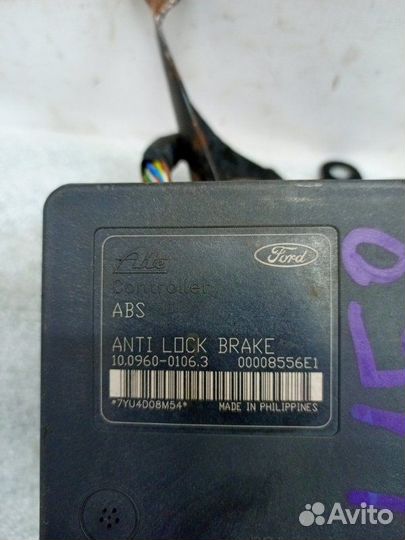 Ate
Ford
Controller
ABS
ANTI LOCK BRAKE
10.0960-0106.3 00008556E1
*7YU4D08M54* MADE IN PHILIPPINES
Avito